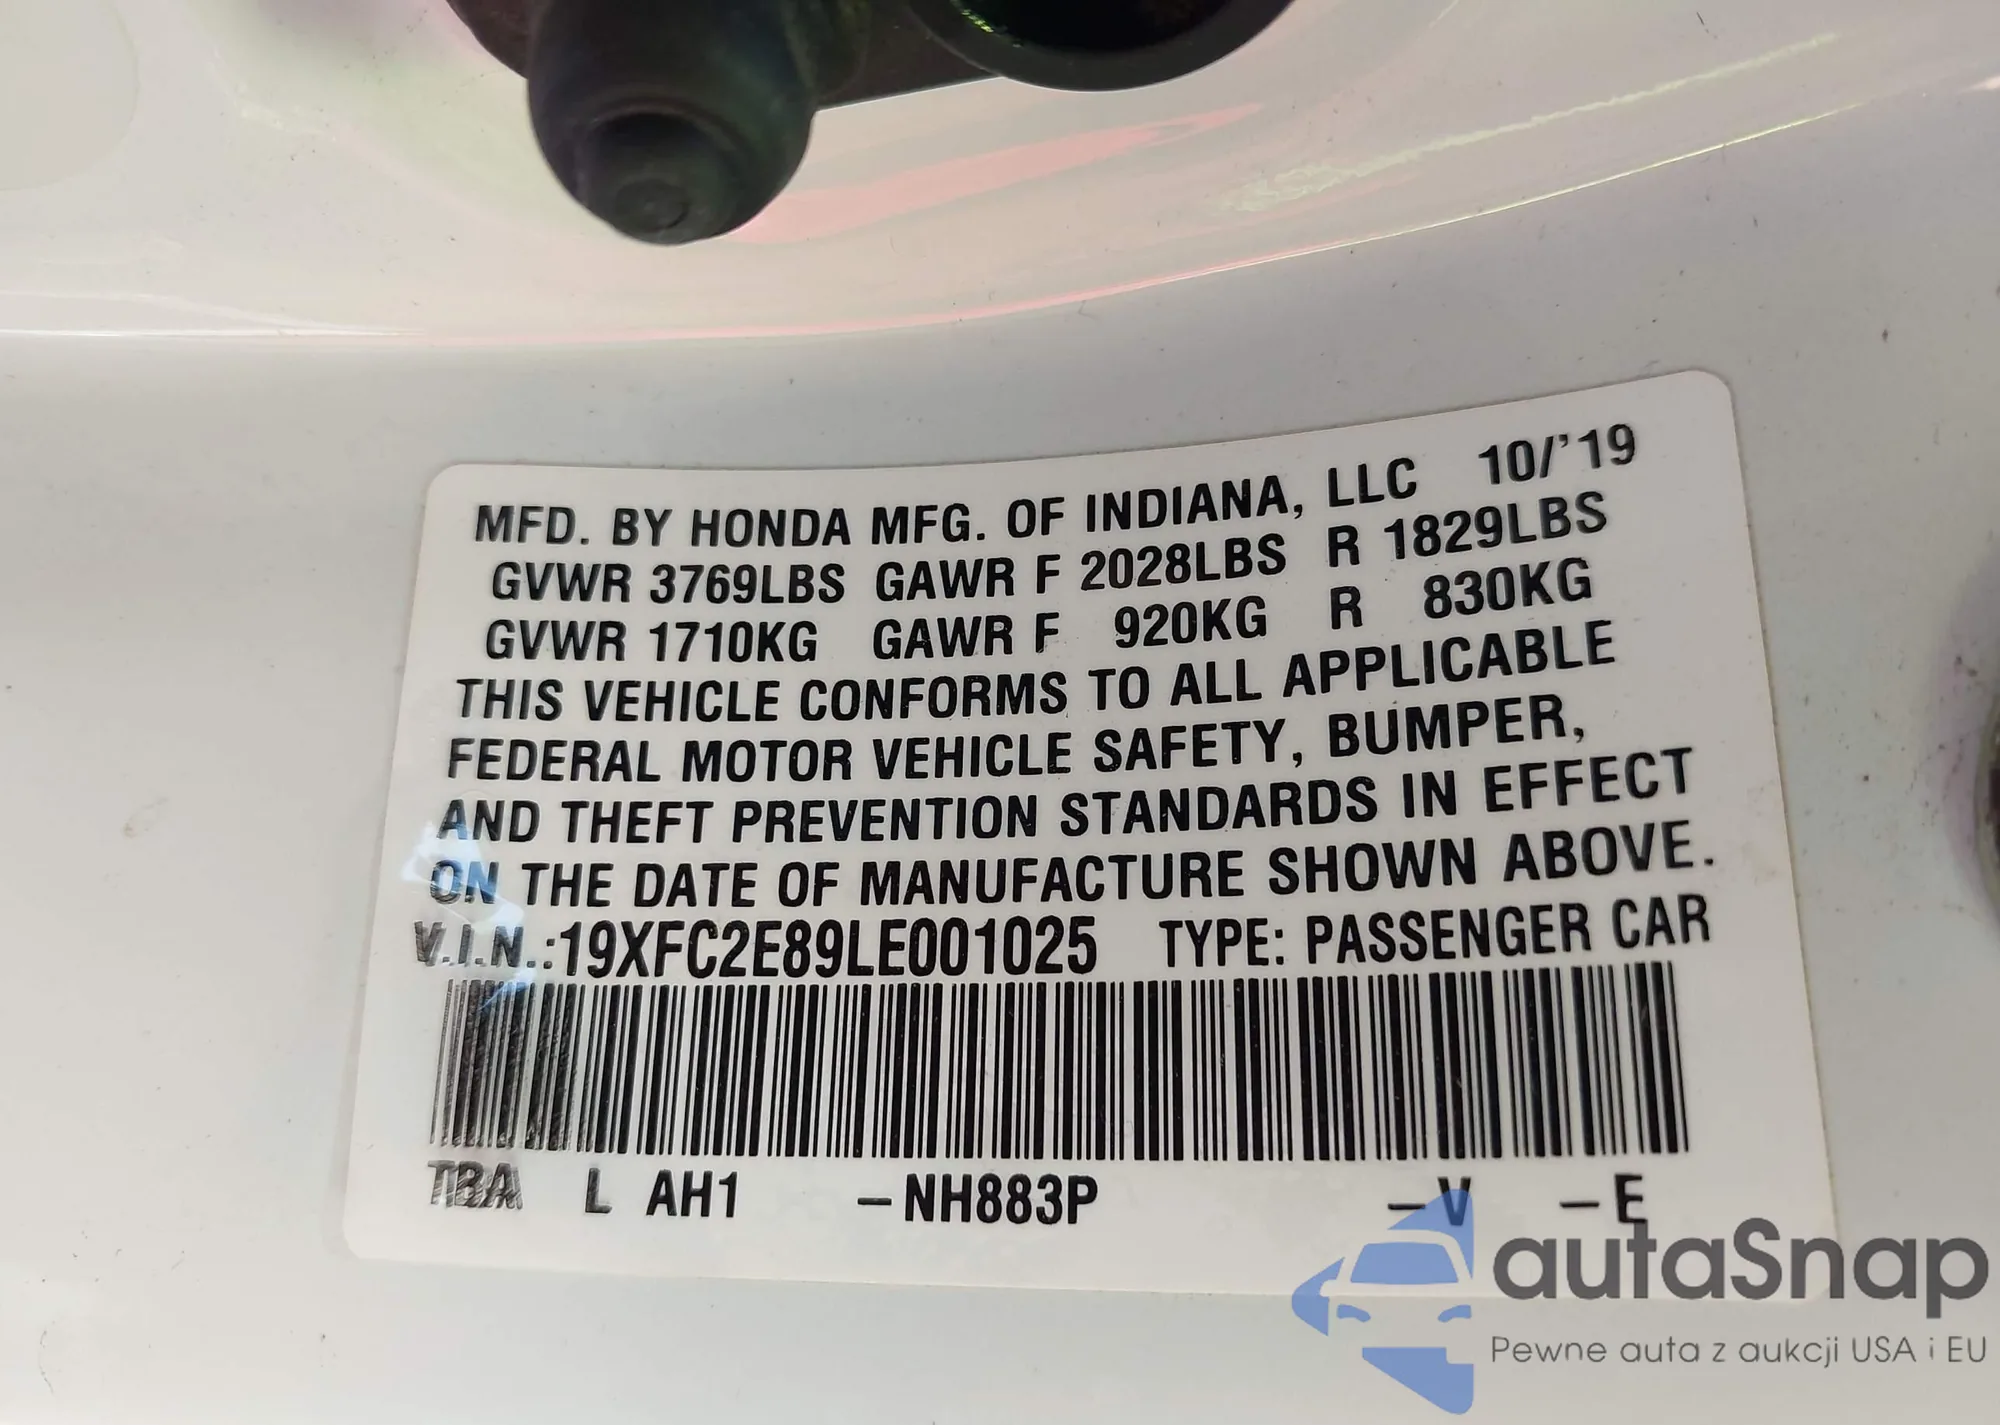 MFD. BY HONDA MFG. OF INDIANA, LLC 10/'19
GVWR 3769LBS GAWR F 2028LBS R 1829LBS
GVWR 1710KG GAWR F 920KG R 830KG
THIS VEHICLE CONFORMS TO ALL APPLICABLE
FEDERAL MOTOR VEHICLE SAFETY, BUMPER,
AND THEFT PREVENTION STANDARDS IN EFFECT
ON THE DATE OF MANUFACTURE SHOWN ABOVE.
V.I.N.:19XFC2E89LE001025 TYPE: PASSENGER CAR
TBA L AH1 –NH883P –V –E
autaSnap
Pewne auta z aukcji USA i EU